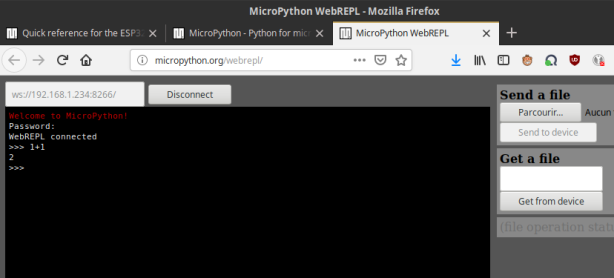 MicroPython WebREPL - Mozilla Firefox
Quick reference for the ESP3
MicroPython - Python for mic
MicroPython WebREPL
micropython.org/webrepl/
ws://192.168.1.234:8266/
Disconnect
Welcome to MicroPython!
Password:
WebREPL connected
>>> 1+1
2
>>>
Send a file
Parcourir... Aucun
Send to device
Get a file
Get from device
(file operation statu